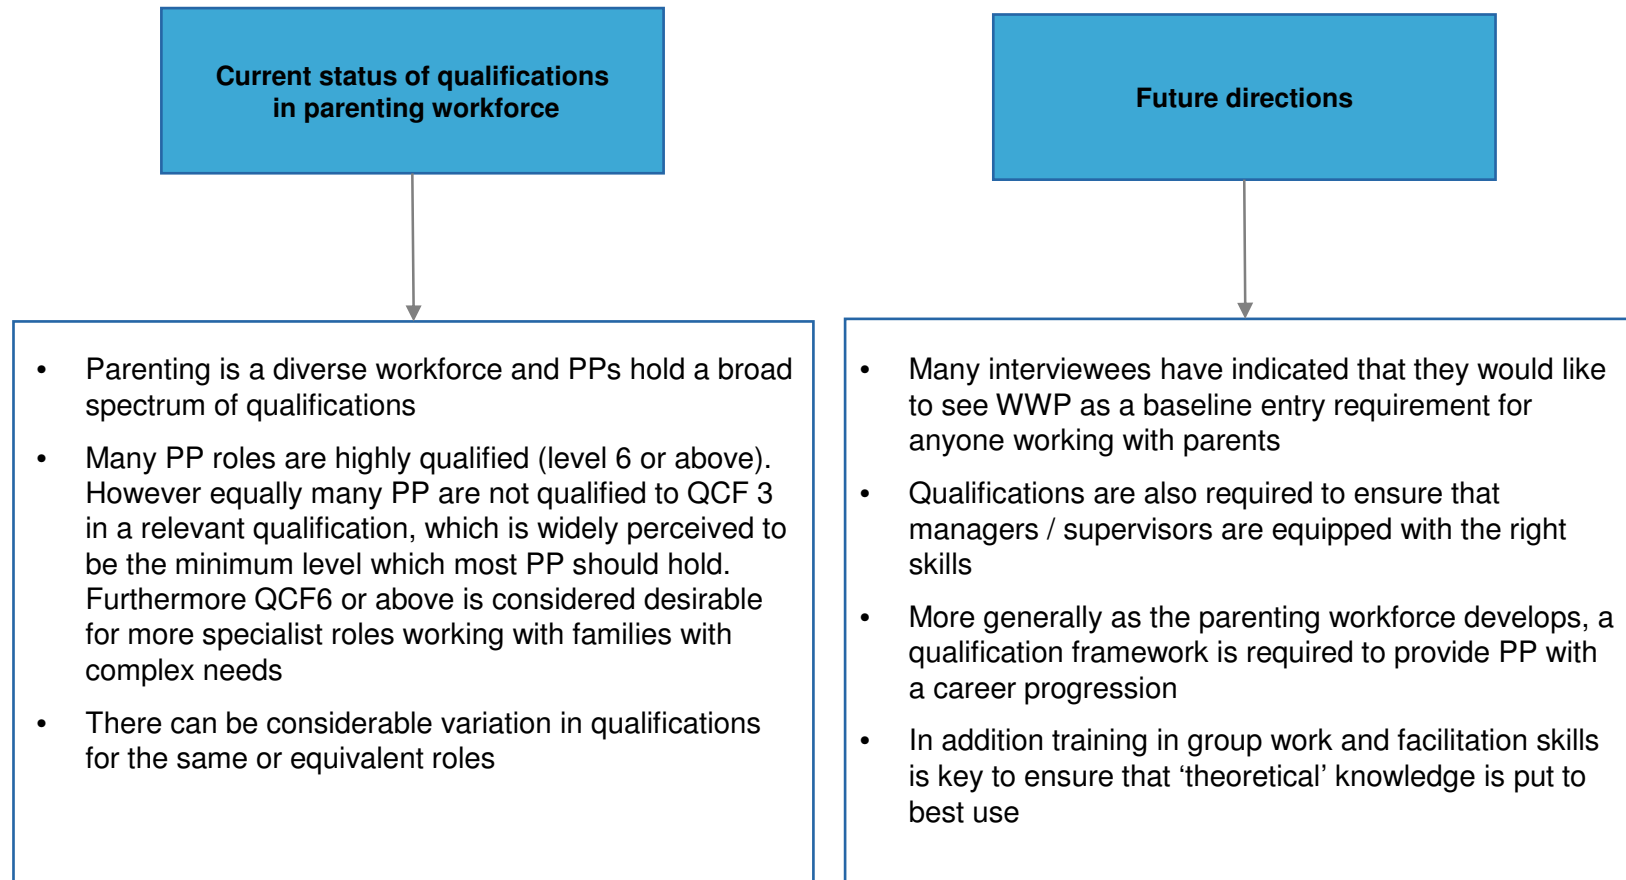 Current status of qualifications
in parenting workforce
• Parenting is a diverse workforce and PPs hold a broad
spectrum of qualifications
• Many PP roles are highly qualified (level 6 or above).
However equally many PP are not qualified to QCF 3
in a relevant qualification, which is widely perceived to
be the minimum level which most PP should hold.
Furthermore QCF6 or above is considered desirable
for more specialist roles working with families with
complex needs
• There can be considerable variation in qualifications
for the same or equivalent roles
Future directions
• Many interviewees have indicated that they would like
to see WWP as a baseline entry requirement for
anyone working with parents
• Qualifications are also required to ensure that
managers / supervisors are equipped with the right
skills
• More generally as the parenting workforce develops, a
qualification framework is required to provide PP with
a career progression
• In addition training in group work and facilitation skills
is key to ensure that ‘theoretical’ knowledge is put to
best use